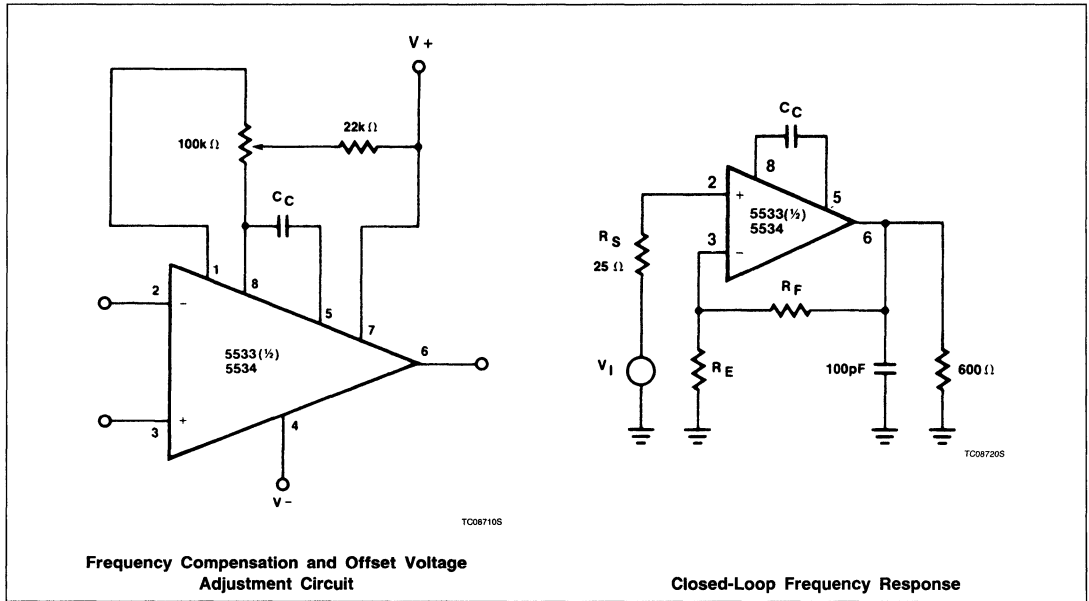 V+
100kΩ
22kΩ
CC
1
8
5
7
2
−
5533(½)
5534
6
+
3
4
V−
TC08710S
Frequency Compensation and Offset Voltage
Adjustment Circuit
CC
8
5
2
+
5533(½)
5534
6
3
−
RS
25 Ω
RF
VI
RE
100pF
600Ω
TC08720S
Closed-Loop Frequency Response